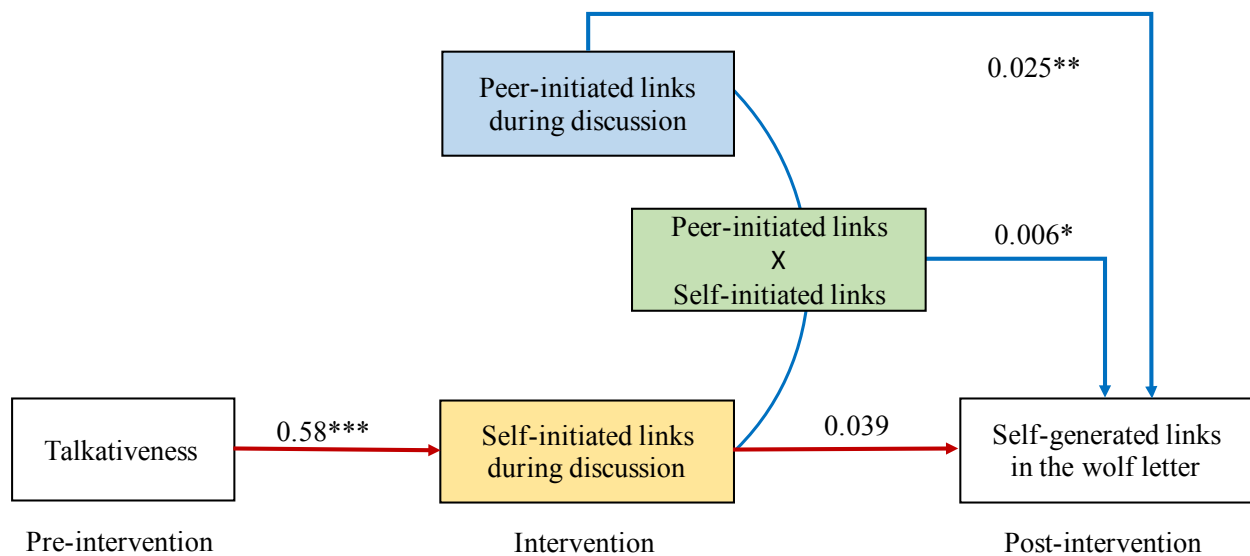 Peer-initiated links
during discussion
0.025**
Peer-initiated links
X
Self-initiated links
0.006*
Talkativeness
0.58***
Self-initiated links
during discussion
0.039
Self-generated links
in the wolf letter
Pre-intervention
Intervention
Post-intervention